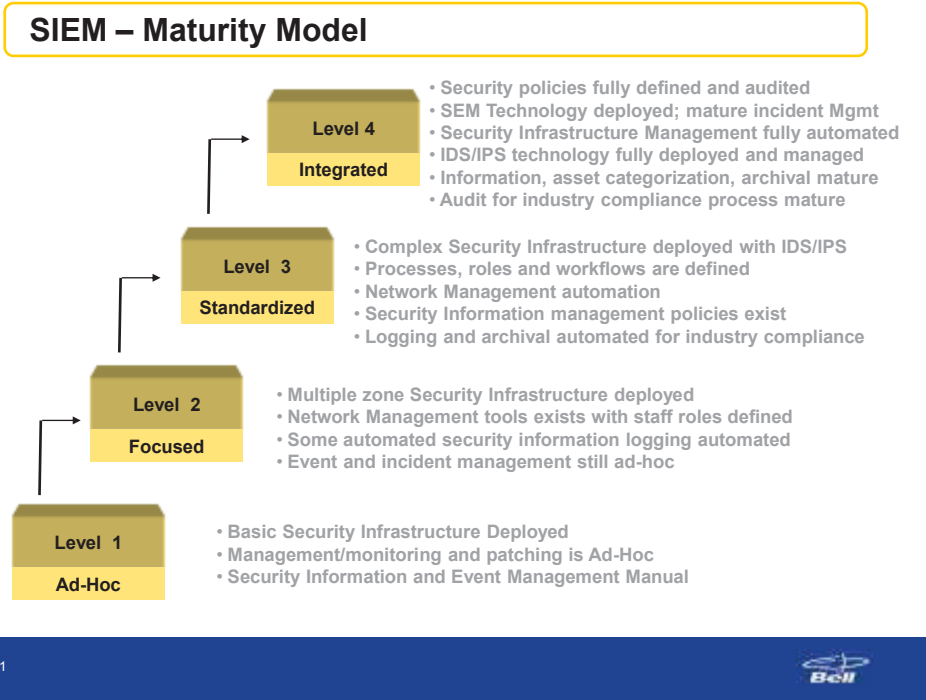 SIEM – Maturity Model
Level 4
Integrated
• Security policies fully defined and audited
• SEM Technology deployed; mature incident Mgmt
• Security Infrastructure Management fully automated
• IDS/IPS technology fully deployed and managed
• Information, asset categorization, archival mature
• Audit for industry compliance process mature
Level 3
Standardized
• Complex Security Infrastructure deployed with IDS/IPS
• Processes, roles and workflows are defined
• Network Management automation
• Security Information management policies exist
• Logging and archival automated for industry compliance
Level 2
Focused
• Multiple zone Security Infrastructure deployed
• Network Management tools exists with staff roles defined
• Some automated security information logging automated
• Event and incident management still ad-hoc
Level 1
Ad-Hoc
• Basic Security Infrastructure Deployed
• Management/monitoring and patching is Ad-Hoc
• Security Information and Event Management Manual
1
Bell